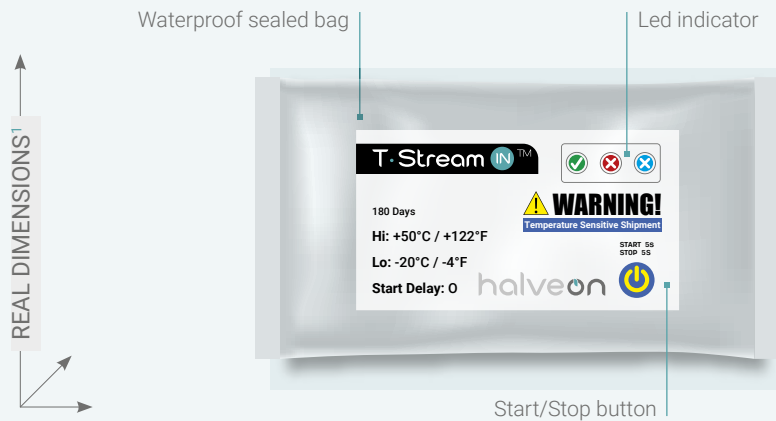 Waterproof sealed bag
Led indicator
REAL DIMENSIONS¹
T·Stream IN™
180 Days
WARNING!
Temperature Sensitive Shipment
Hi: +50°C / +122°F
START 5s
STOP 5S
Lo: -20°C / -4°F
Start Delay: 0
halveon
Start/Stop button